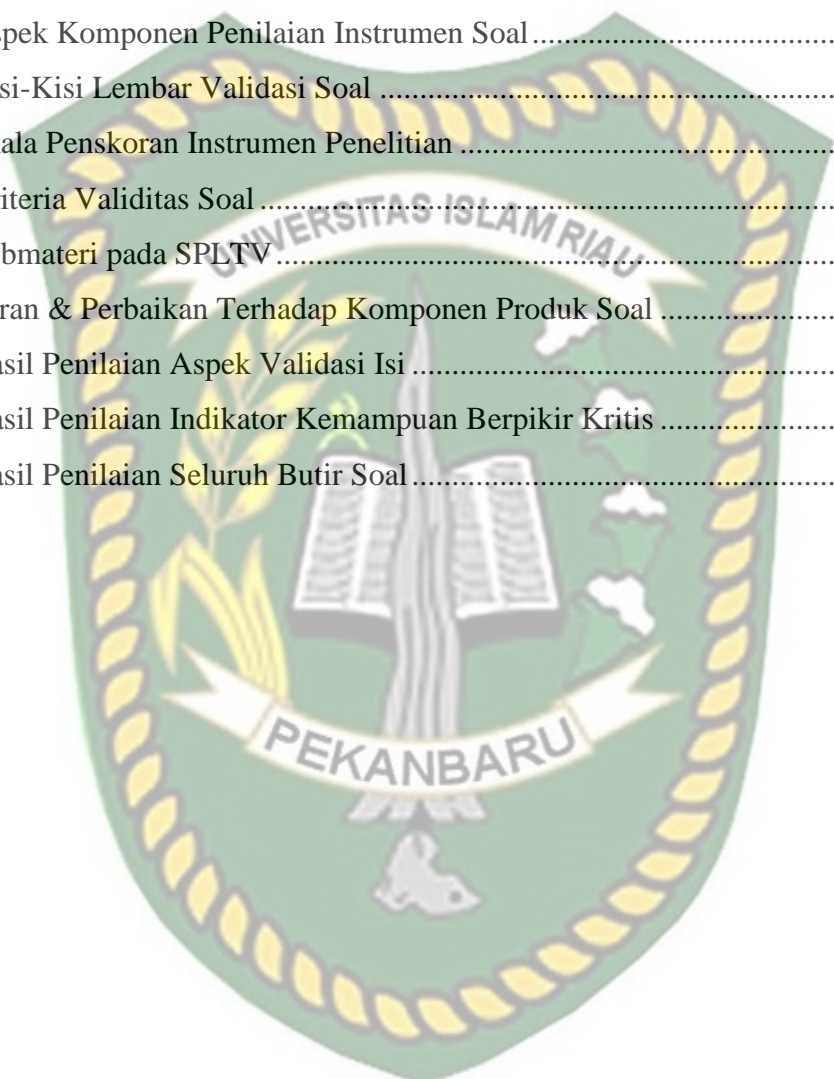 spek Komponen Penilaian Instrumen Soal........................................
si-Kisi Lembar Validasi Soal ............................................................
ala Penskoran Instrumen Penelitian ..................................................
riteria Validitas Soal..........................................................................
UNIVERSITAS ISLAM RIAU
bmateri pada SPLTV........................................................................
ran & Perbaikan Terhadap Komponen Produk Soal .......................
asil Penilaian Aspek Validasi Isi .......................................................
asil Penilaian Indikator Kemampuan Berpikir Kritis .......................
asil Penilaian Seluruh Butir Soal .......................................................
PEKANBARU